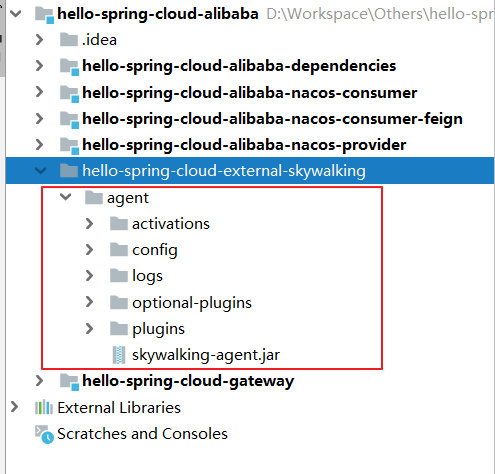 hello-spring-cloud-alibaba D:\Workspace\Others\hello-spr
.idea
hello-spring-cloud-alibaba-dependencies
hello-spring-cloud-alibaba-nacos-consumer
hello-spring-cloud-alibaba-nacos-consumer-feign
hello-spring-cloud-alibaba-nacos-provider
hello-spring-cloud-external-skywalking
agent
activations
config
logs
optional-plugins
plugins
skywalking-agent.jar
hello-spring-cloud-gateway
External Libraries
Scratches and Consoles